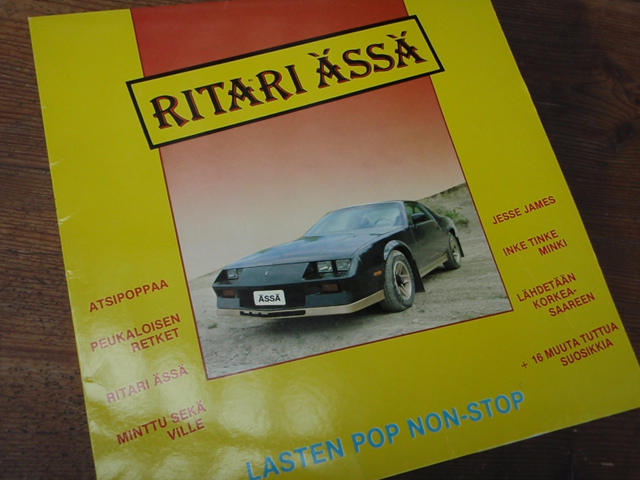 RITARI ÄSSÄ
ÄSSÄ
ATSIPOPPAA
PEUKALOISEN
RETKET
RITARI ÄSSÄ
MINTTU SEKÄ
VILLE
JESSE JAMES
INKE TINKE
MINKI
LÄHDETÄÄN
KORKEA-
SAAREEN
+ 16 MUUTA TUTTUA
SUOSIKKIA
LASTEN POP NON-STOP